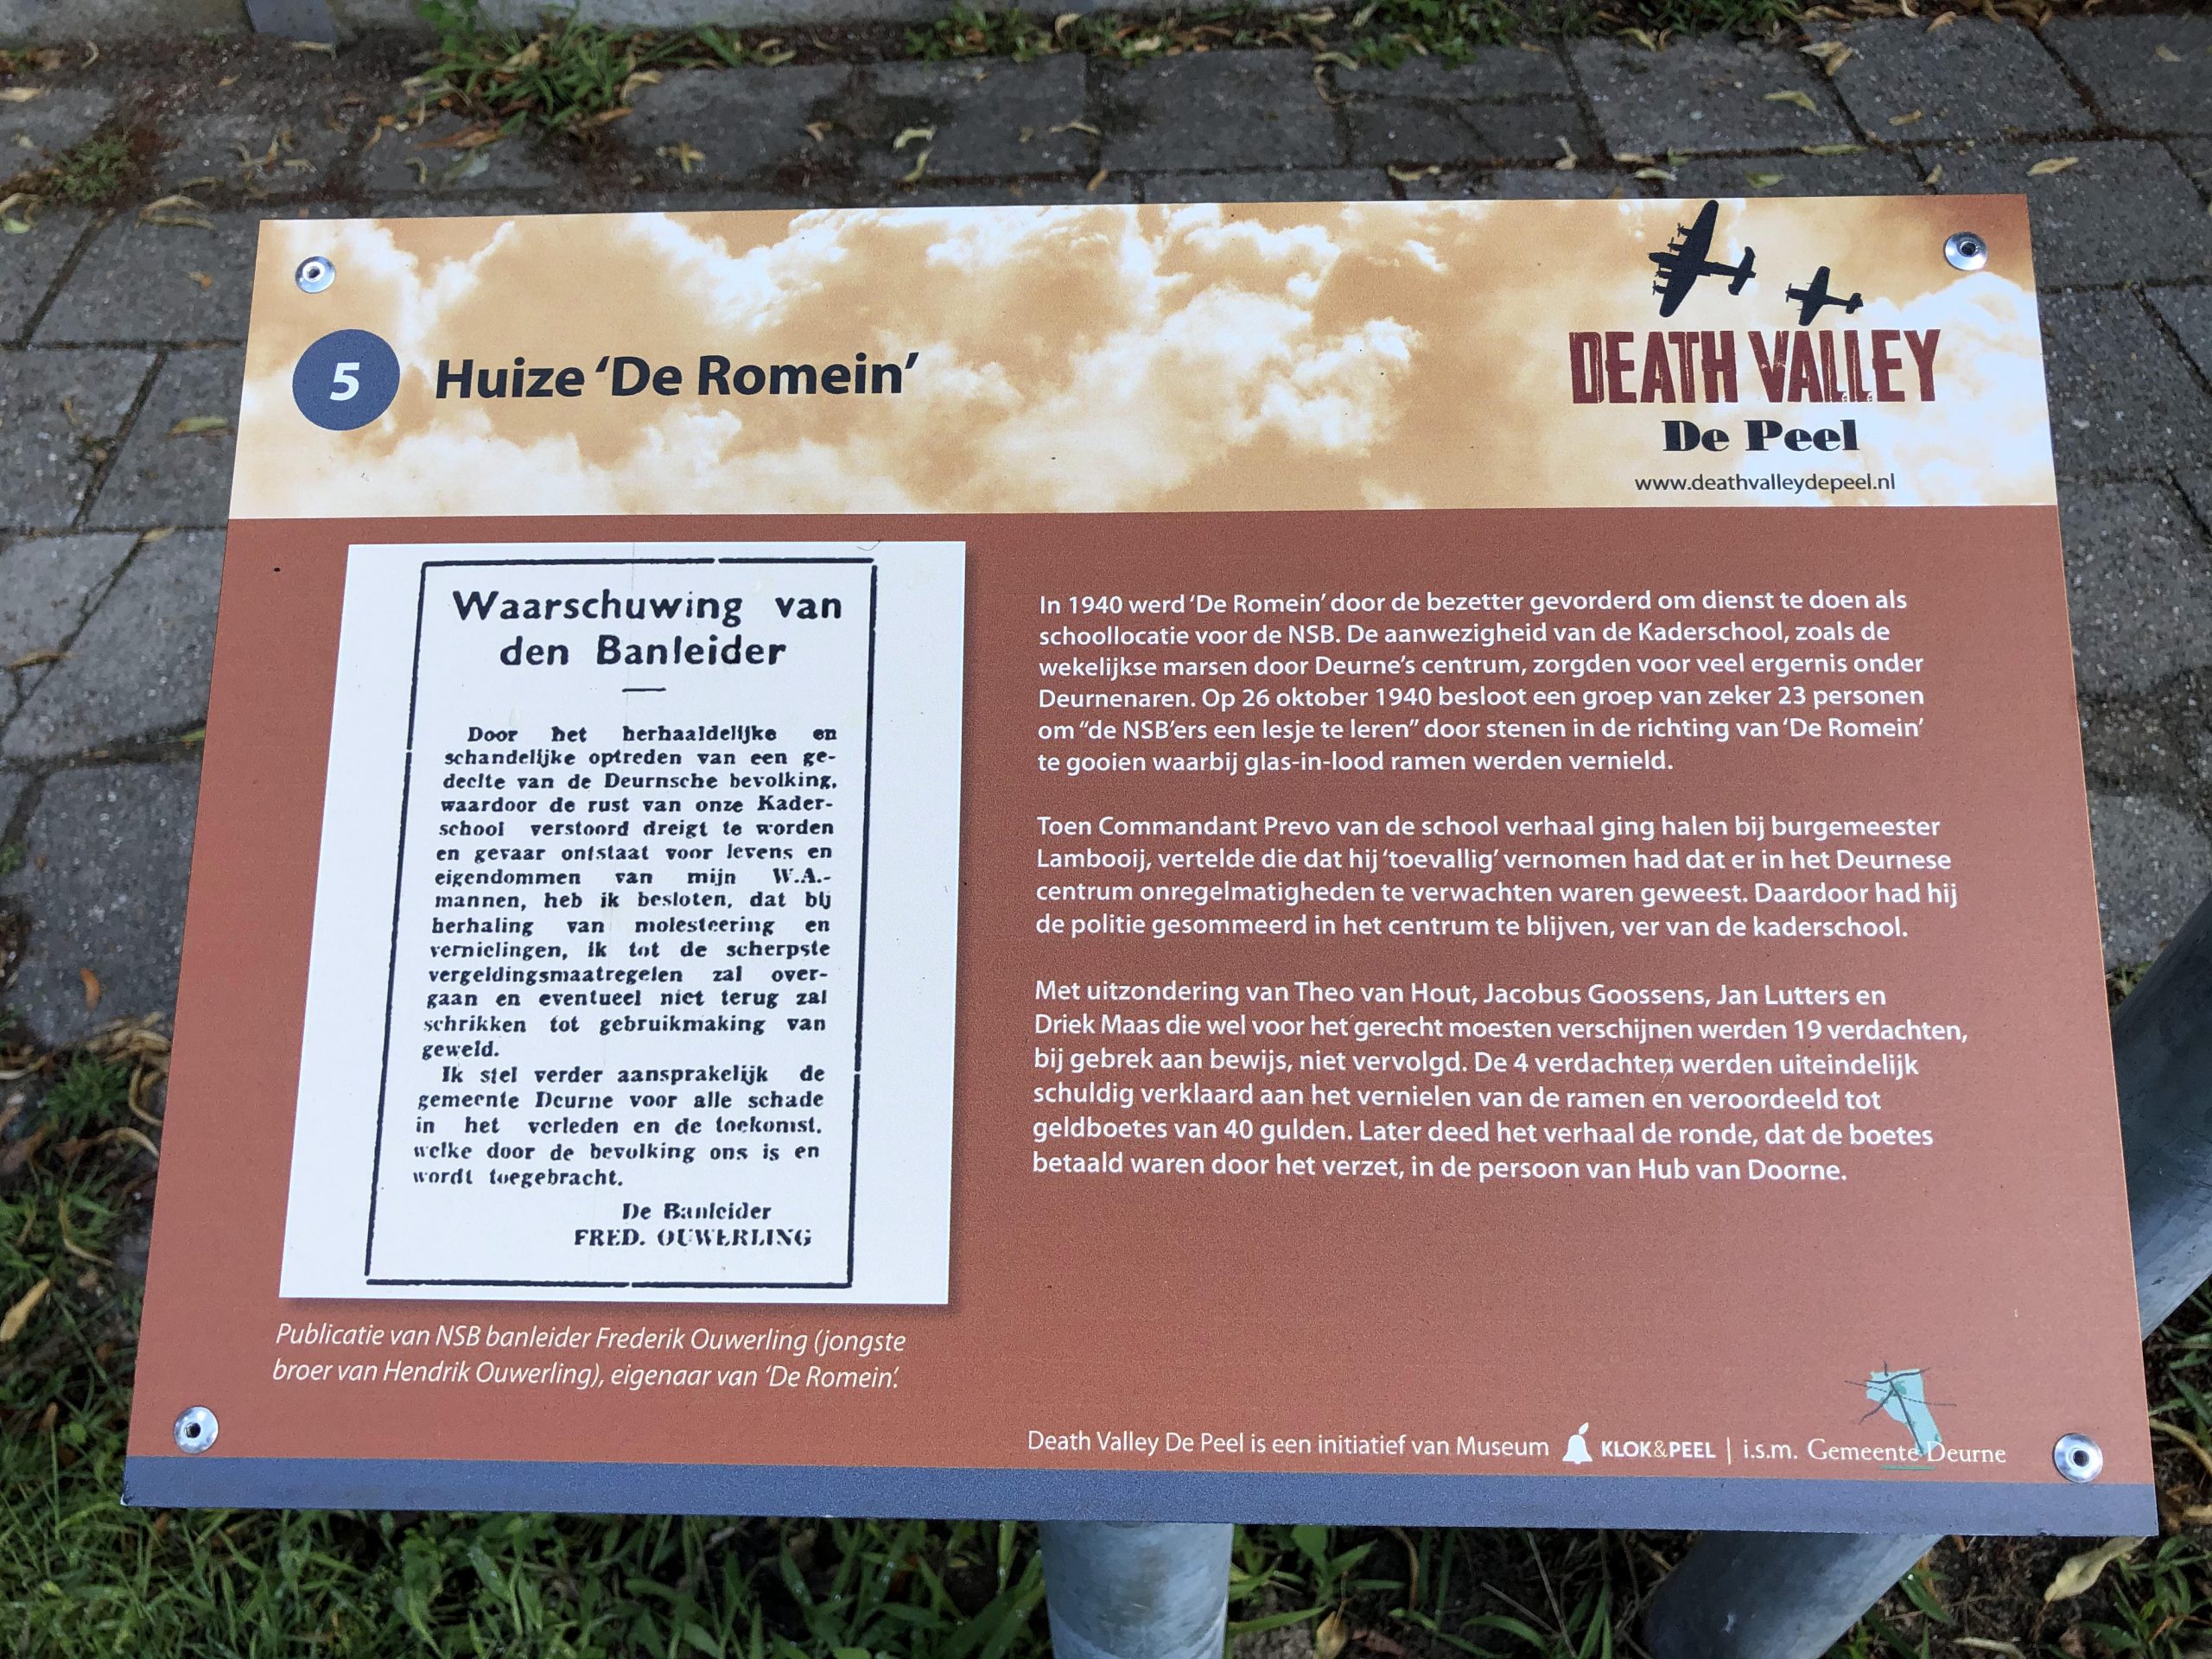 5
Huize ‘De Romein’
DEATH VALLEY
De Peel
www.deathvalleydepeel.nl
Waarschuwing van
den Banleider
Door het herhaaldelijke en
schandelijke optreden van een ge-
deelte van de Deurnsche bevolking,
waardoor de rust van onze Kader-
school verstoord dreigt te worden
en gevaar ontstaat voor levens en
eigendommen van mijn W.A.-
mannen, heb ik besloten, dat bij
herhaling van molesteering en
vernielingen, ik tot de scherpste
vergeldingsmaatregelen zal over-
gaan en eventueel niet terug zal
schrikken tot gebruikmaking van
geweld.
Ik stel verder aansprakelijk de
gemeente Deurne voor alle schade
in het verleden en de toekomst,
welke door de bevolking ons is en
wordt toegebracht.
De Banleider
FRED. OUWERLING
Publicatie van NSB banleider Frederik Ouwerling (jongste
broer van Hendrik Ouwerling), eigenaar van ‘De Romein’.
In 1940 werd ‘De Romein’ door de bezetter gevorderd om dienst te doen als
schoollocatie voor de NSB. De aanwezigheid van de Kaderschool, zoals de
wekelijkse marsen door Deurne’s centrum, zorgden voor veel ergernis onder
Deurnenaren. Op 26 oktober 1940 besloot een groep van zeker 23 personen
om “de NSB’ers een lesje te leren” door stenen in de richting van ‘De Romein’
te gooien waarbij glas-in-lood ramen werden vernield.
Toen Commandant Prevo van de school verhaal ging halen bij burgemeester
Lambooij, vertelde die dat hij ‘toevallig’ vernomen had dat er in het Deurnese
centrum onregelmatigheden te verwachten waren geweest. Daardoor had hij
de politie gesommeerd in het centrum te blijven, ver van de kaderschool.
Met uitzondering van Theo van Hout, Jacobus Goossens, Jan Lutters en
Driek Maas die wel voor het gerecht moesten verschijnen werden 19 verdachten,
bij gebrek aan bewijs, niet vervolgd. De 4 verdachten werden uiteindelijk
schuldig verklaard aan het vernielen van de ramen en veroordeeld tot
geldboetes van 40 gulden. Later deed het verhaal de ronde, dat de boetes
betaald waren door het verzet, in de persoon van Hub van Doorne.
Death Valley De Peel is een initiatief van Museum KLOK&PEEL | i.s.m. Gemeente Deurne